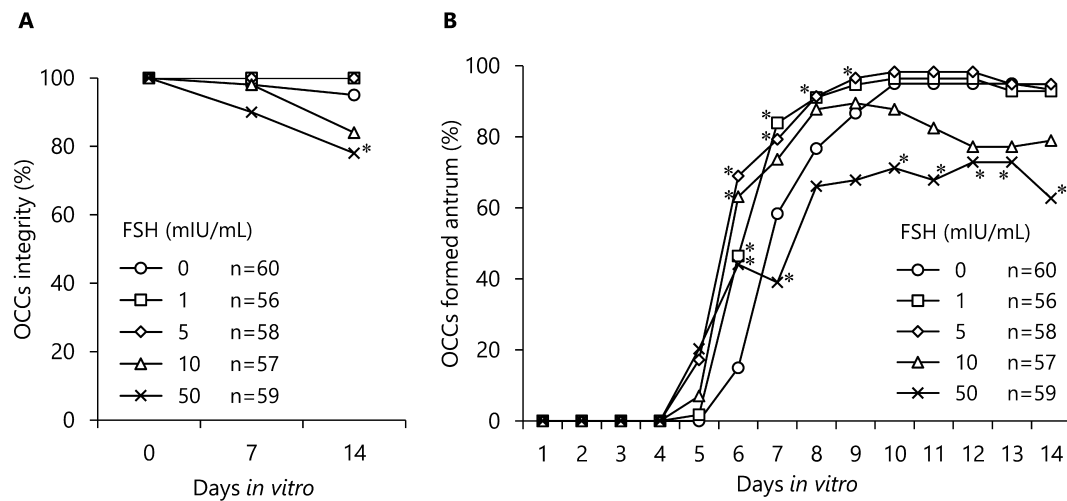 A
OCCs integrity (%)
100
80
60
40
20
0
FSH (mIU/mL)
0 n=60
1 n=56
5 n=58
10 n=57
50 n=59
*
0 7 14
Days in vitro
B
OCCs formed antrum (%)
100
80
60
40
20
0
* * * * * * * * * * * * * * *
FSH (mIU/mL)
0 n=60
1 n=56
5 n=58
10 n=57
50 n=59
1 2 3 4 5 6 7 8 9 10 11 12 13 14
Days in vitro